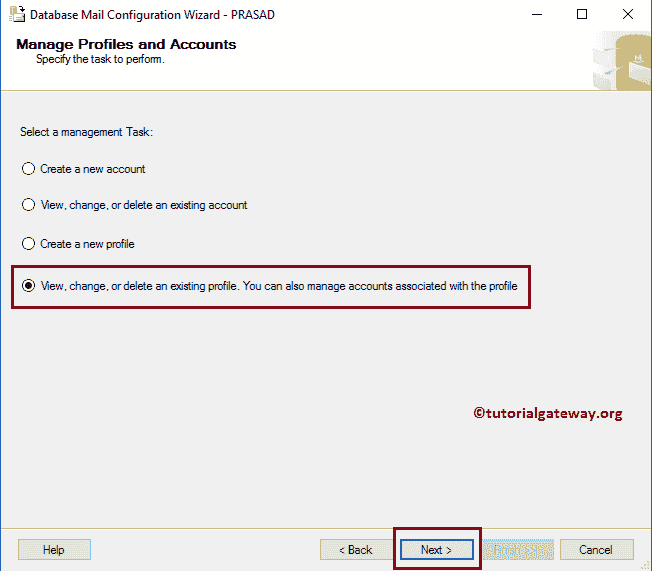 Database Mail Configuration Wizard - PRASAD
Manage Profiles and Accounts
Specify the task to perform.
Select a management Task:
Create a new account
View, change, or delete an existing account
Create a new profile
View, change, or delete an existing profile. You can also manage accounts associated with the profile
©tutorialgateway.org
Help
< Back
Next >
Cancel